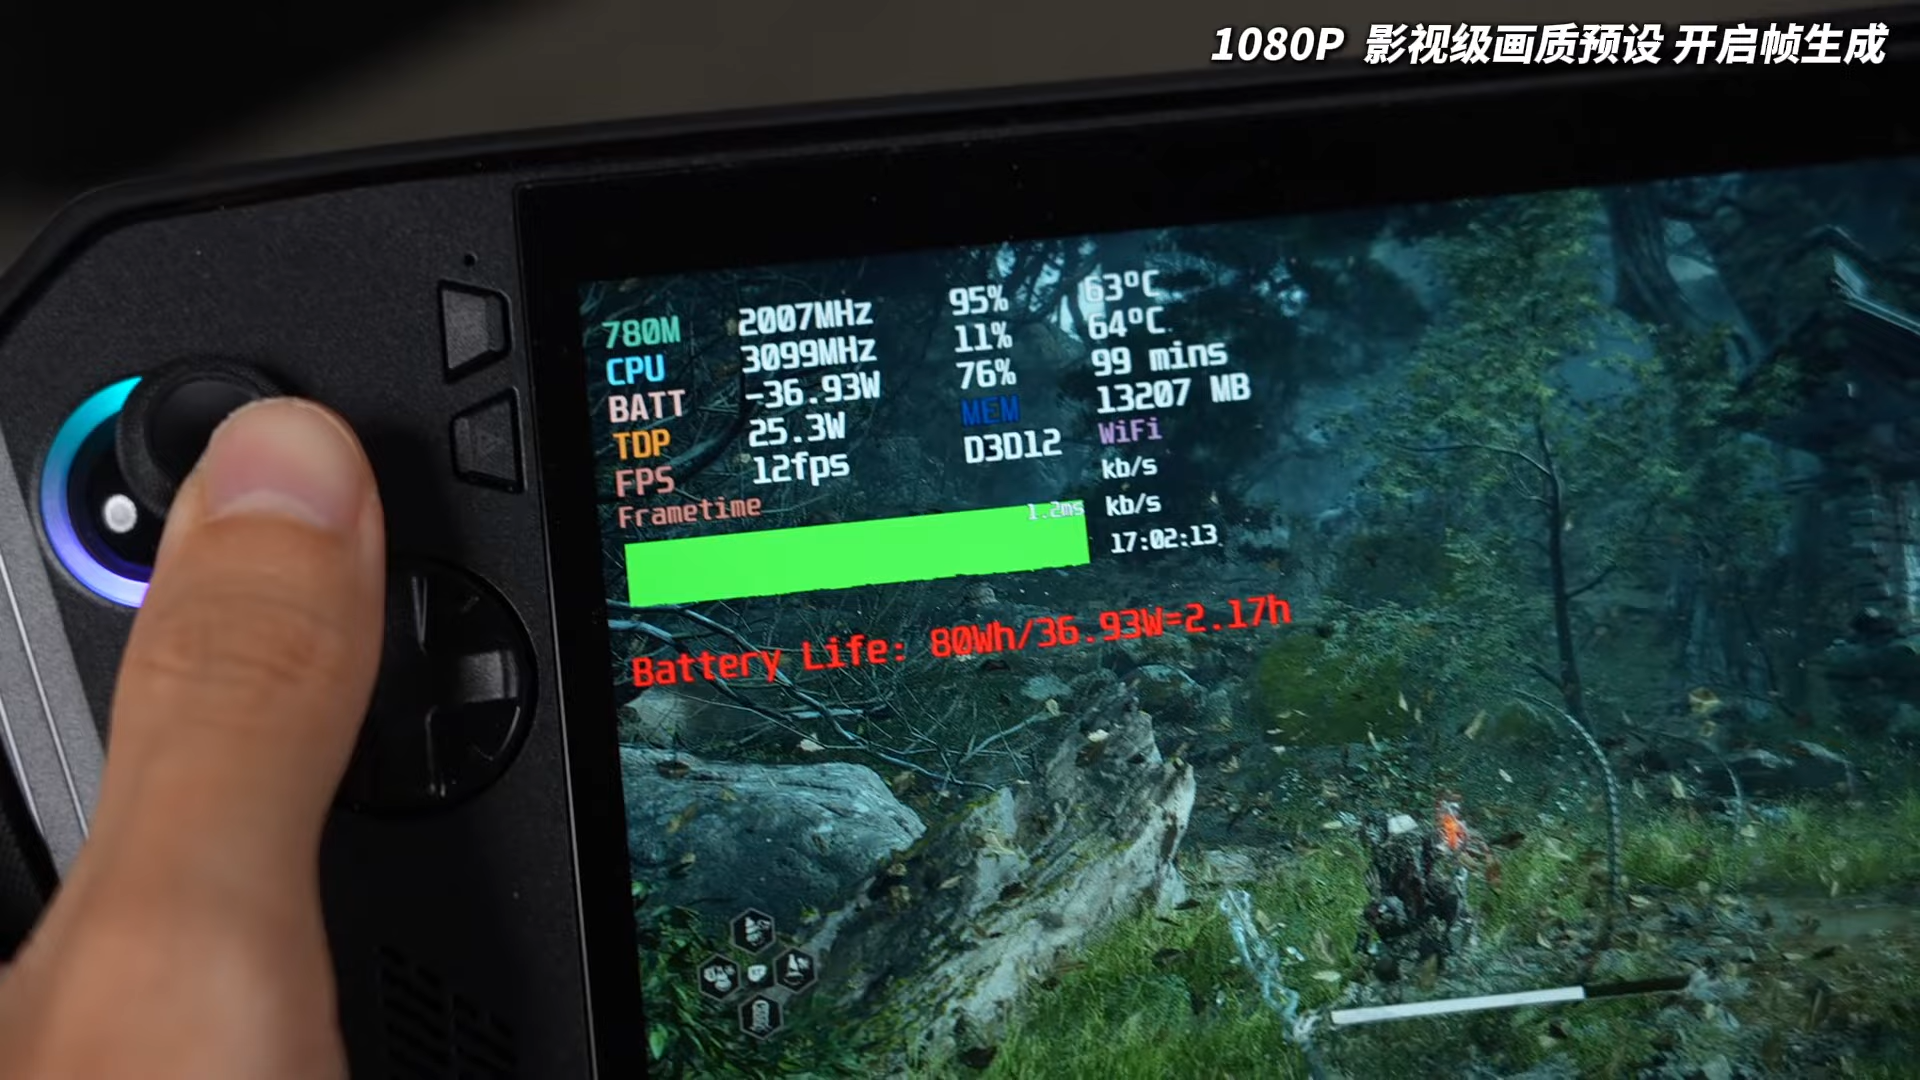 1080P 影视级画质预设 开启帧生成
780M 2007MHz 95% 63°C
CPU 3099MHz 11% 64°C
BATT -36.93W 76% 99 mins
TDP 25.3W MEM 13207 MB
FPS 12fps D3D12 WiFi
kb/s
Frametime 1.2ms kb/s
17:02:13
Battery Life: 80Wh/36.93W=2.17h